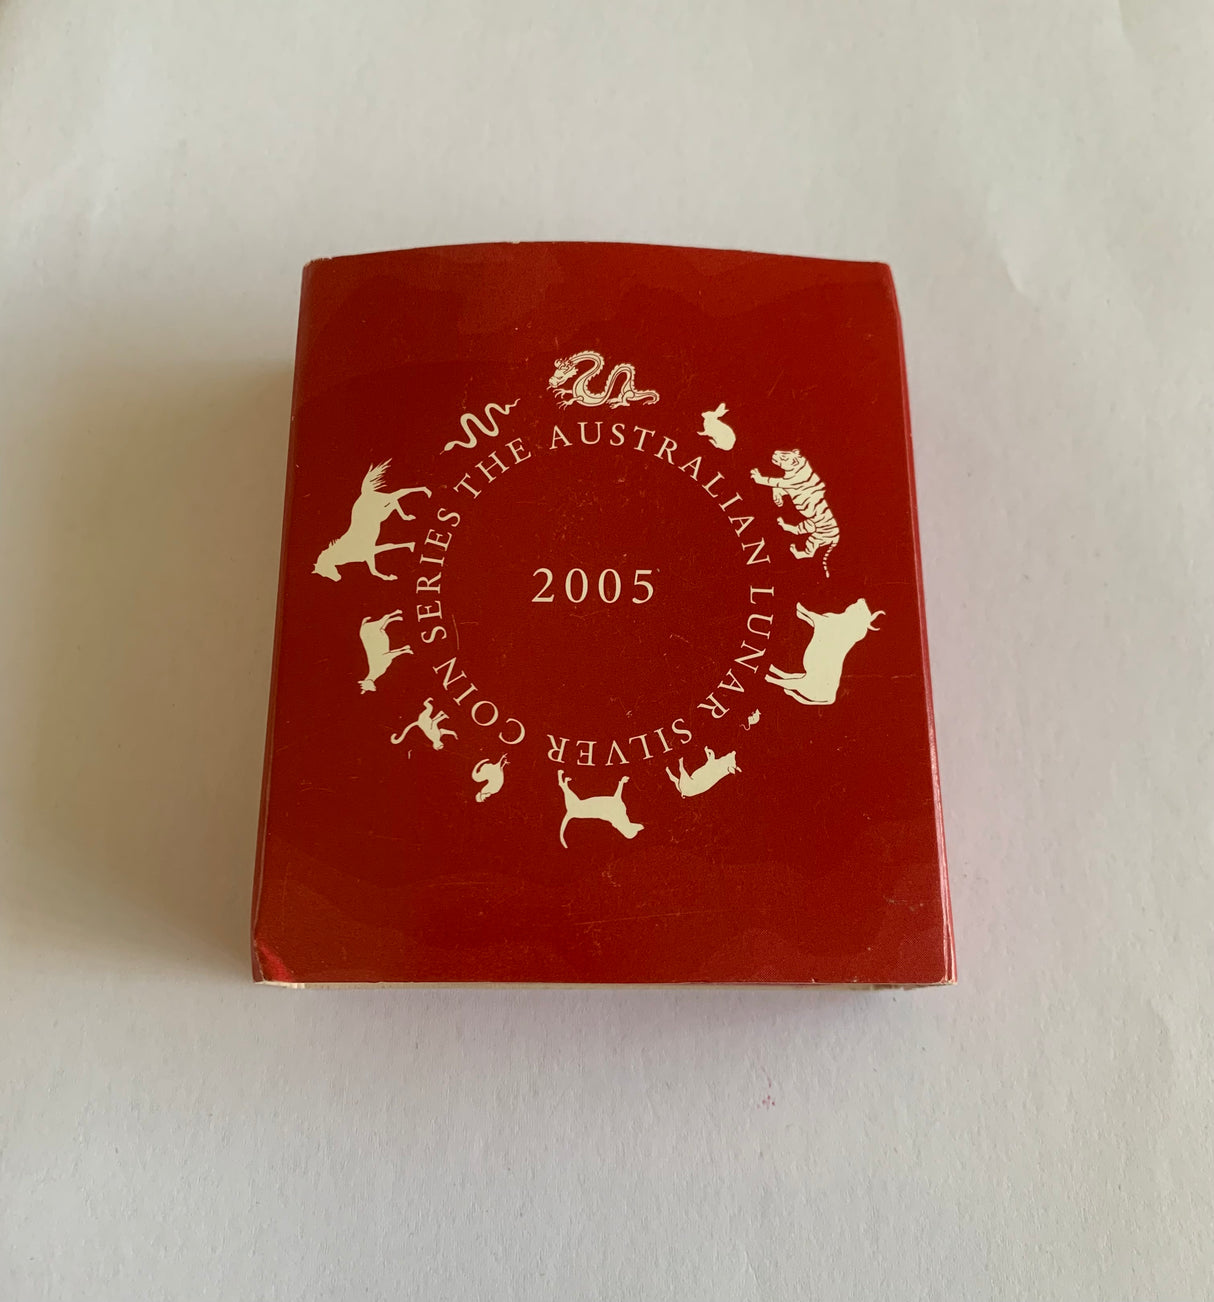 THE AUSTRALIAN LUNAR SILVER COIN SERIES
2005